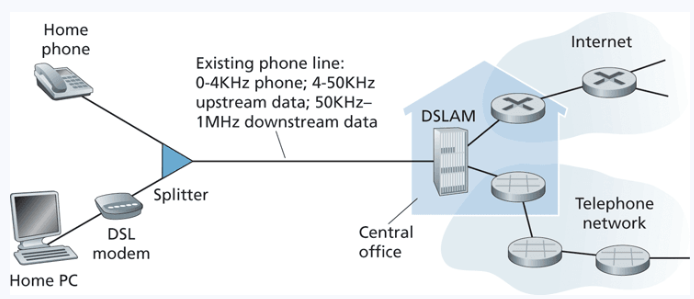 Home
phone
Existing phone line:
0-4KHz phone; 4-50KHz
upstream data; 50KHz–
1MHz downstream data
Internet
DSLAM
Splitter
DSL
modem
Home PC
Central
office
Telephone
network